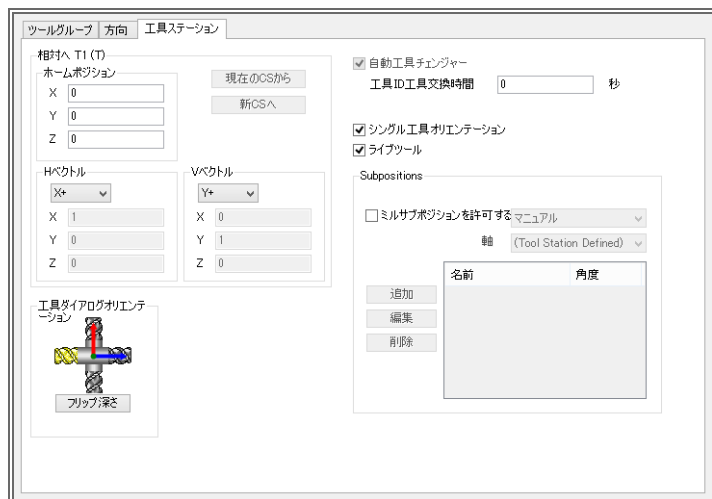 ツールグループ 方向 工具ステーション
相対へ T1 (T)
ホームポジション
X 0
Y 0
Z 0
現在のCSから
新CSへ
Hベクトル
X+
X 1
Y 0
Z 0
Vベクトル
Y+
X 0
Y 1
Z 0
工具ダイアログオリエンテ
ーション
フリップ深さ
自動工具チェンジャー
工具ID工具交換時間 0 秒
シングル工具オリエンテーション
ライブツール
Subpositions
ミルサブポジションを許可する マニュアル
軸 (Tool Station Defined)
名前 角度
追加
編集
削除